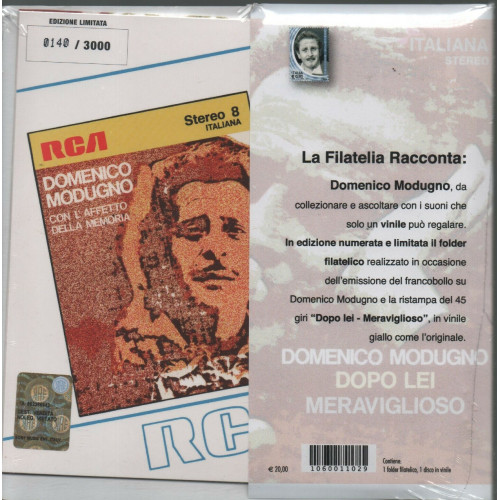 EDIZIONE LIMITATA
0140 / 3000
RCA
Stereo 8
ITALIANA
DOMENICO
MODUGNO
CON L'AFFETTO
DELLA MEMORIA
RC
ITALIANA
STEREO
La Filatelia Racconta:
Domenico Modugno, da
collezionare e ascoltare con i suoni che
solo un vinile può regalare.
In edizione numerata e limitata il folder
filatelico realizzato in occasione
dell'emissione del francobollo su
Domenico Modugno e la ristampa del 45
giri "Dopo lei - Meraviglioso", in vinile
giallo come l'originale.
DOMENICO MODUGNO
DOPO LEI
MERAVIGLIOSO
€ 20,00
1060011029
Contiene:
1 folder filatelico, 1 disco in vinile